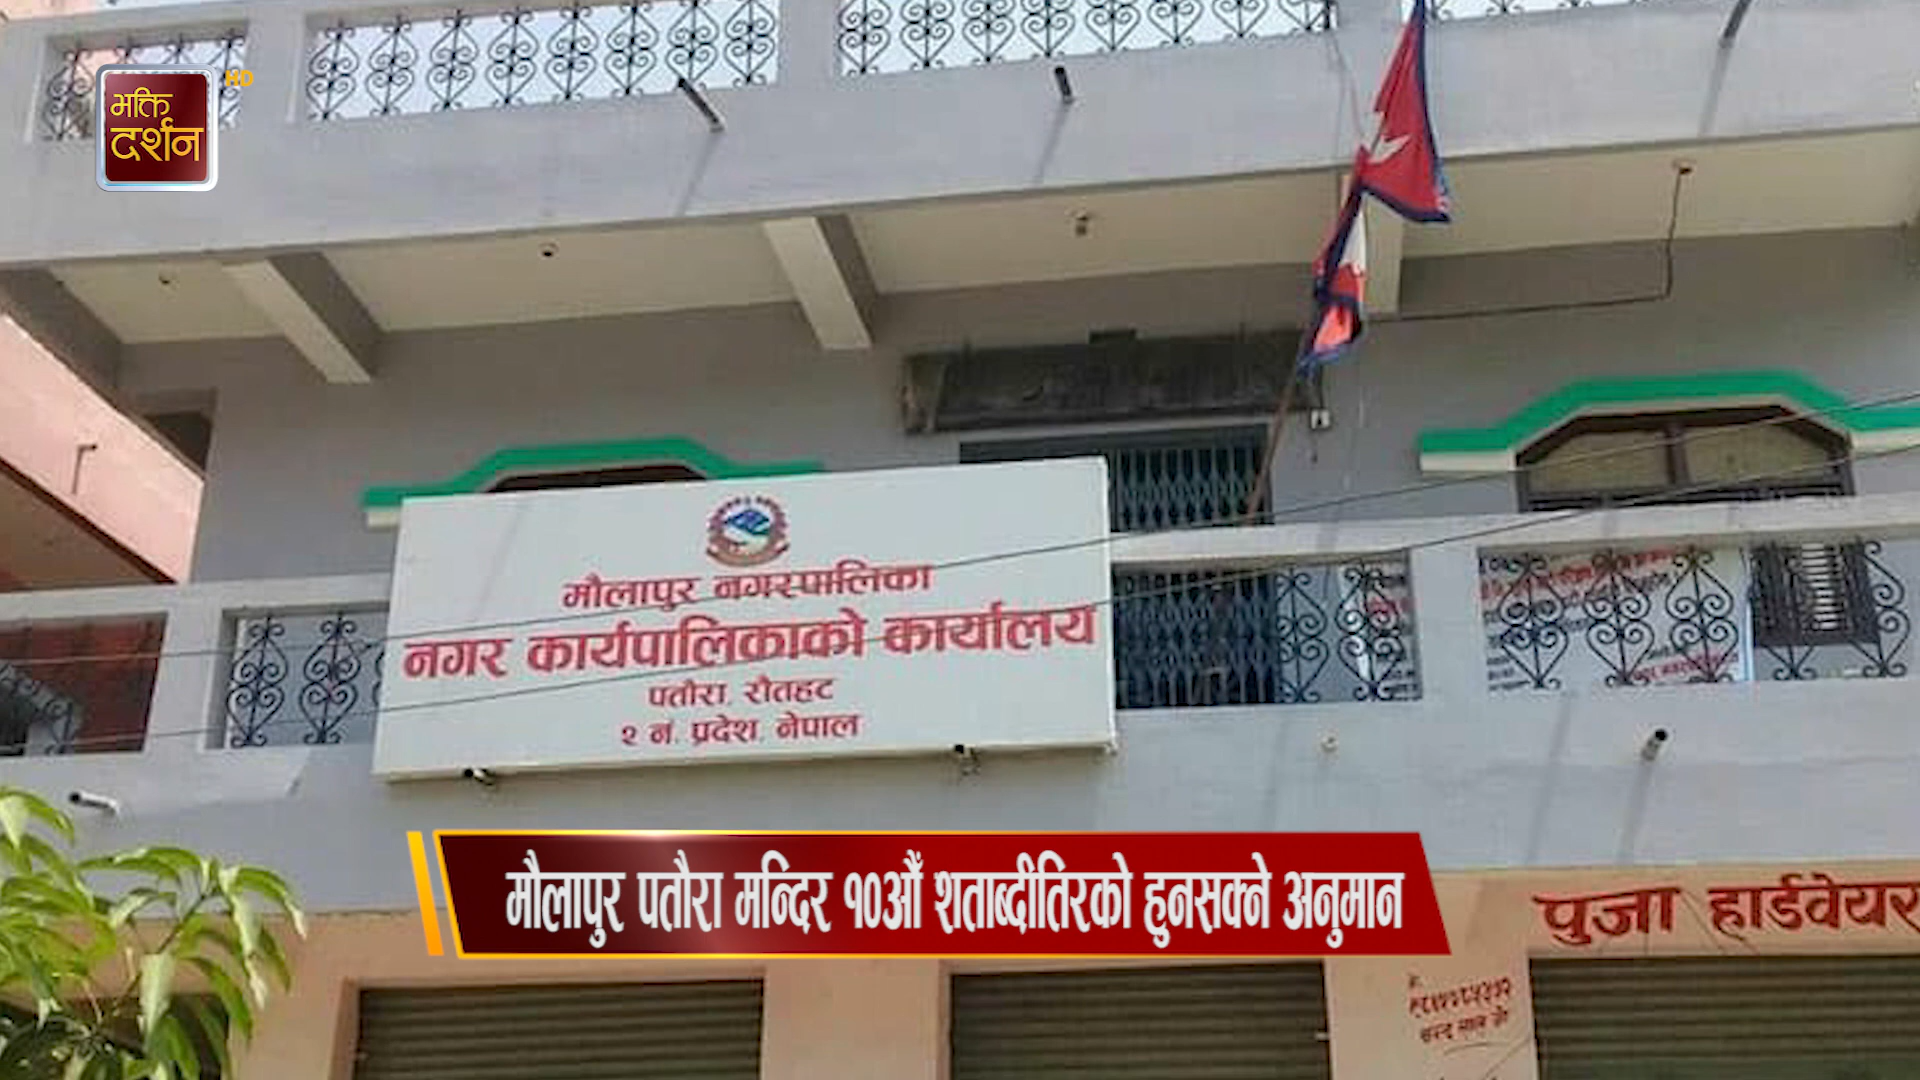 भक्ति
दर्शन
HD
मौलापुर नगरपालिका
नगर कार्यपालिकाको कार्यालय
पतौरा, रौतहट
२ नं. प्रदेश, नेपाल
मौलापुर पतौरा मन्दिर १०औं शताब्दीतिरको हुनसक्ने अनुमान
पुजा हार्डवेयर